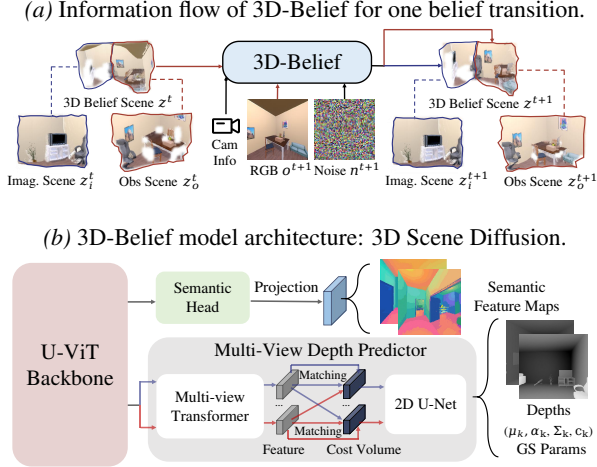 (a) Information flow of 3D-Belief for one belief transition.
3D-Belief
3D Belief Scene z^t
3D Belief Scene z^{t+1}
Cam
Info
RGB o^{t+1}
Noise n^{t+1}
Imag. Scene z_i^t
Obs Scene z_o^t
Imag. Scene z_i^{t+1}
Obs Scene z_o^{t+1}
(b) 3D-Belief model architecture: 3D Scene Diffusion.
U-ViT
Backbone
Semantic
Head
Projection
Semantic
Feature Maps
Multi-View Depth Predictor
Multi-view
Transformer
Matching
...
...
Matching
Feature
Cost Volume
2D U-Net
Depths
(μ_k, α_k, Σ_k, c_k)
GS Params